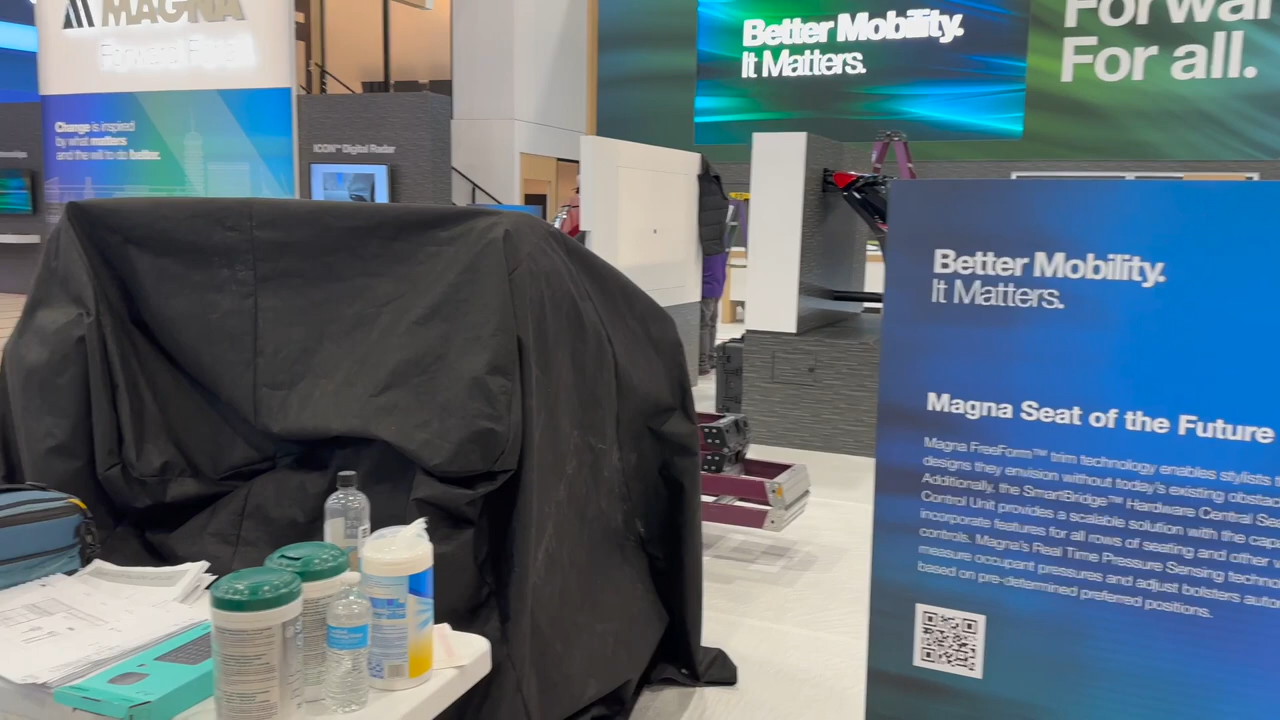 MAGNA
Forward. For all.
Change is inspired
by what matters
and the will to do better.
ICON™ Digital Radar
Better Mobility.
It Matters.
For all.
Better Mobility.
It Matters.
Magna Seat of the Future
Magna FreeForm™ trim technology enables stylists
designs they envision without today's existing
Additionally, the SmartBridge™ Hardware Central
Control Unit provides a scalable solution with the
incorporate features for all rows of seating and other
controls. Magna's Real Time Pressure Sensing
measure occupant pressures and adjust bolsters
based on pre-determined preferred positions.